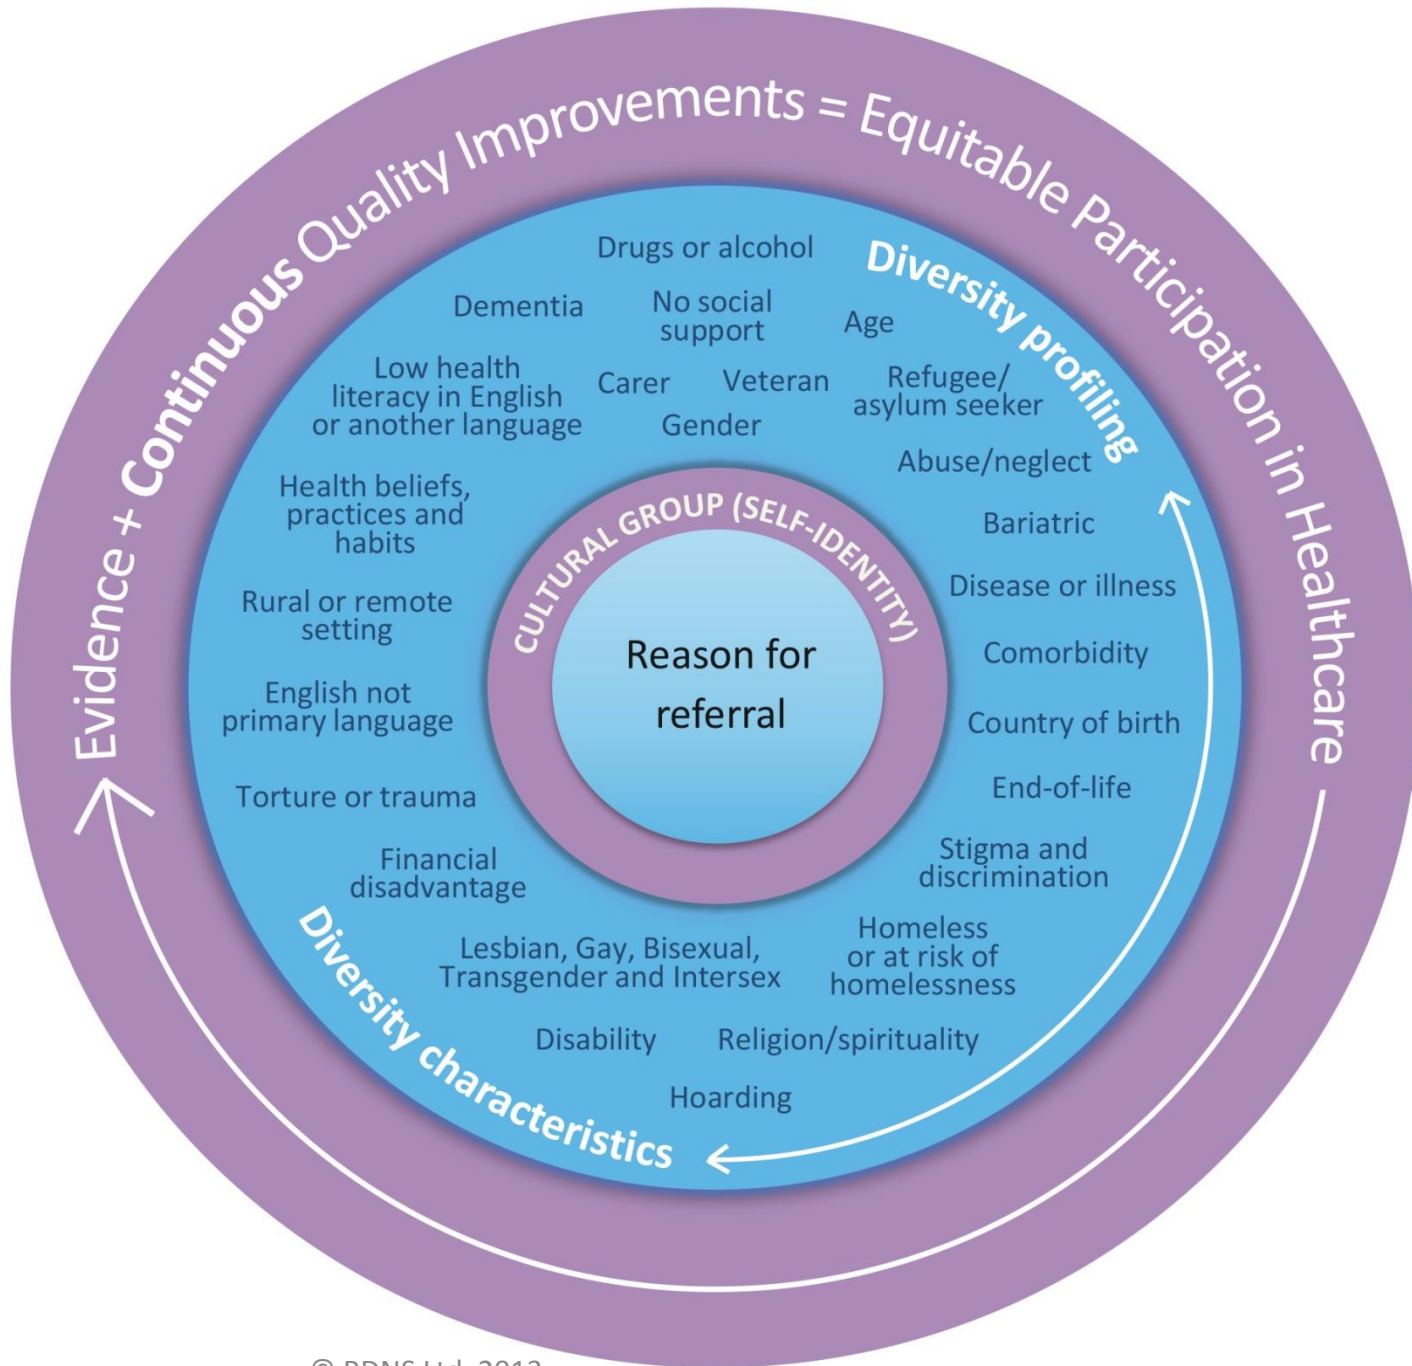 Evidence + Continuous Quality Improvements = Equitable Participation in Healthcare
Diversity profiling
Drugs or alcohol
Dementia
No social
support
Age
Low health
literacy in English
or another language
Carer
Veteran
Refugee/
asylum seeker
Gender
Abuse/neglect
Health beliefs,
practices and
habits
Bariatric
CULTURAL GROUP (SELF-IDENTITY)
Disease or illness
Rural or remote
setting
Reason for
referral
Comorbidity
English not
primary language
Country of birth
Torture or trauma
End-of-life
Financial
disadvantage
Stigma and
discrimination
Lesbian, Gay, Bisexual,
Transgender and Intersex
Homeless
or at risk of
homelessness
Disability
Religion/spirituality
Hoarding
Diversity characteristics
© RDNS Ltd, 2013